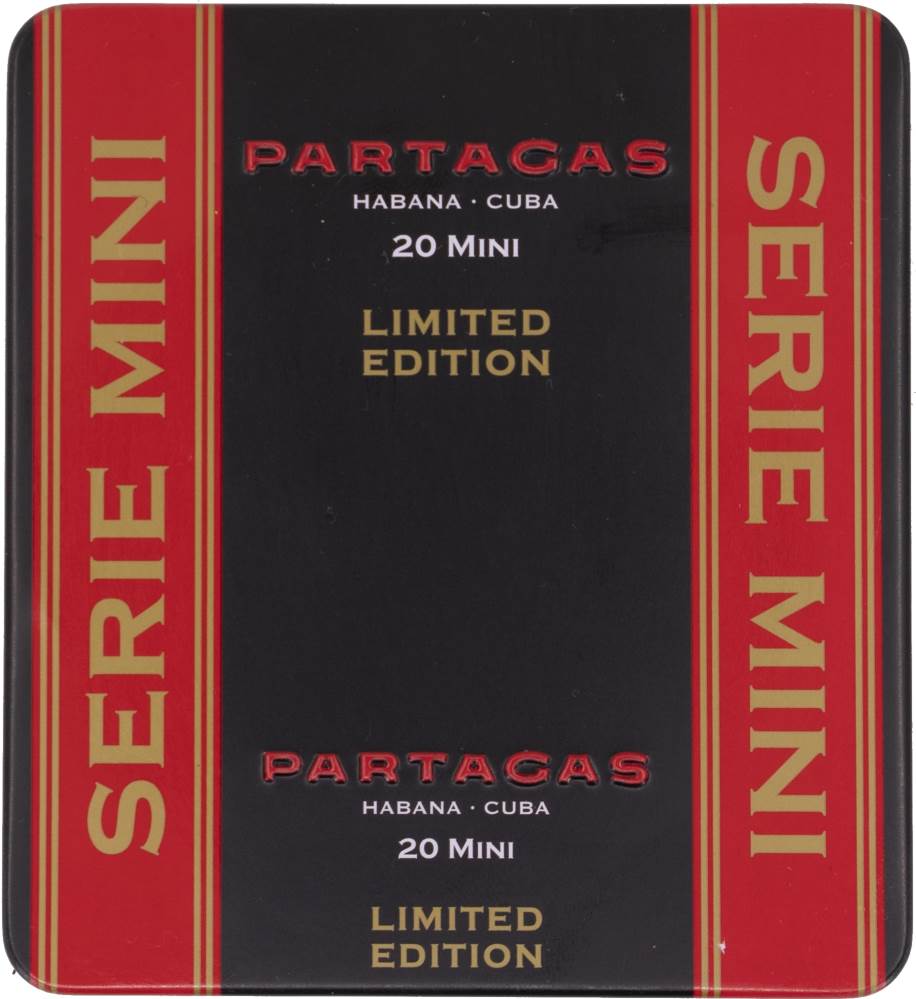 SERIE MINI
PARTAGAS
HABANA · CUBA
20 MINI
LIMITED
EDITION
PARTAGAS
HABANA · CUBA
20 MINI
LIMITED
EDITION
SERIE MINI